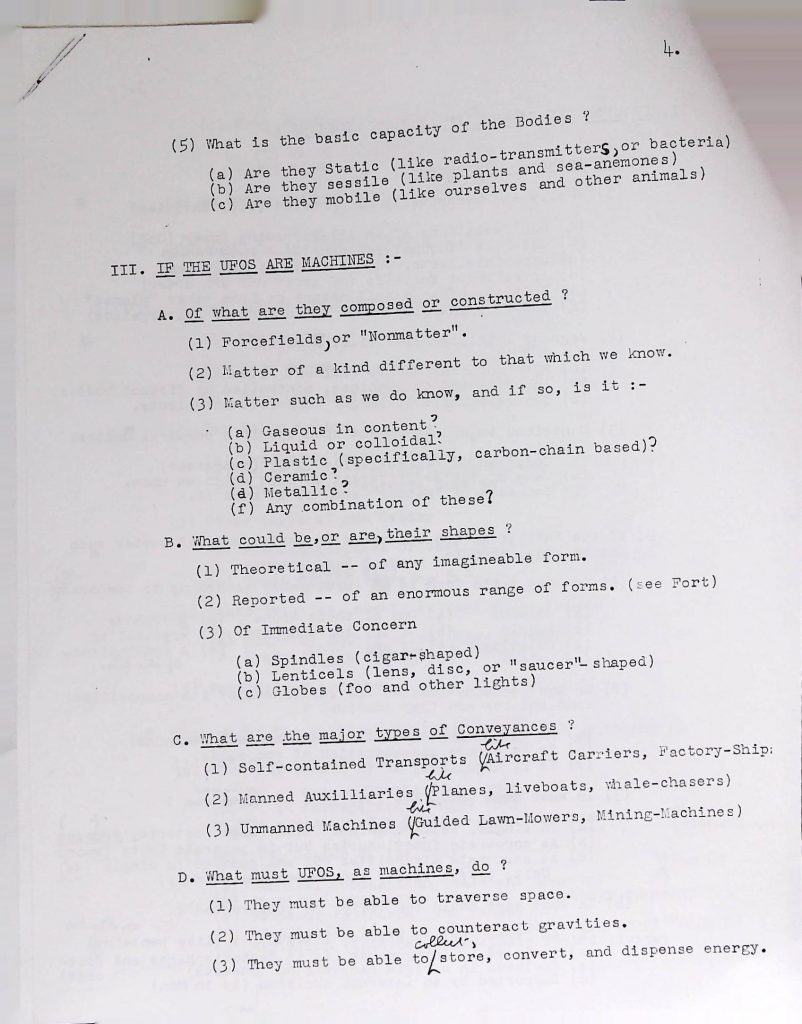 4.
(5) What is the basic capacity of the Bodies ?
(a) Are they Static (like radio-transmitters, or bacteria)
(b) Are they sessile (like plants and sea-anemones)
(c) Are they mobile (like ourselves and other animals)
III. IF THE UFOS ARE MACHINES :-
A. Of what are they composed or constructed ?
(1) Forcefields, or "Nonmatter".
(2) Matter of a kind different to that which we know.
(3) Matter such as we do know, and if so, is it :-
(a) Gaseous in content?
(b) Liquid or colloidal?
(c) Plastic (specifically, carbon-chain based)?
(d) Ceramic?
(d) Metallic?
(f) Any combination of these?
B. What could be, or are, their shapes ?
(1) Theoretical -- of any imagineable form.
(2) Reported -- of an enormous range of forms. (see Fort)
(3) Of Immediate Concern
(a) Spindles (cigar-shaped)
(b) Lenticels (lens, disc, or "saucer"-shaped)
(c) Globes (foo and other lights)
C. What are the major types of Conveyances ?
(1) Self-contained Transports (like Aircraft Carriers, Factory-Ship
(2) Manned Auxilliaries (like Planes, liveboats, whale-chasers)
(3) Unmanned Machines (like Guided Lawn-Mowers, Mining-Machines)
D. What must UFOS, as machines, do ?
(1) They must be able to traverse space.
(2) They must be able to counteract gravities.
(3) They must be able to collect, store, convert, and dispense energy.